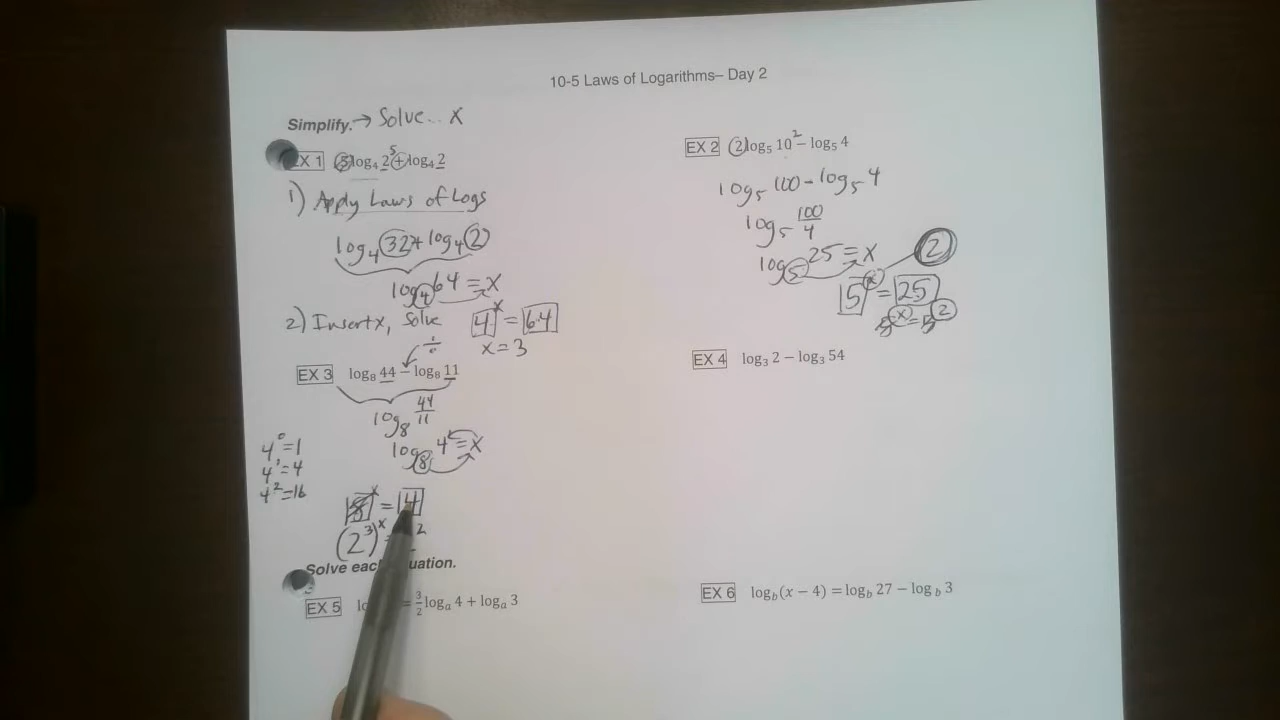 10-5 Laws of Logarithms– Day 2
Simplify. → Solve... x
EX 1 5log₄ 2⁵ + log₄ 2
1) Apply Laws of Logs
log₄ 32 + log₄ 2
log₄ 64 = x
2) Insert x, Solve 4ˣ = 64
x = 3
EX 2 2log₅ 10² − log₅ 4
log₅ 100 − log₅ 4
log₅ 100/4
log₅ 25 = x 2
5ˣ = 25
5ˣ = 5²
EX 3 log₈ 44 − log₈ 11
÷
log₈ 44/11
log₈ 4 = x
4⁰ = 1
4¹ = 4
4² = 16
8ˣ = 4
(2³)ˣ = 2
EX 4 log₃ 2 − log₃ 54
Solve each equation.
EX 5 = 3/2 logₐ 4 + logₐ 3
EX 6 log_b(x − 4) = log_b 27 − log_b 3